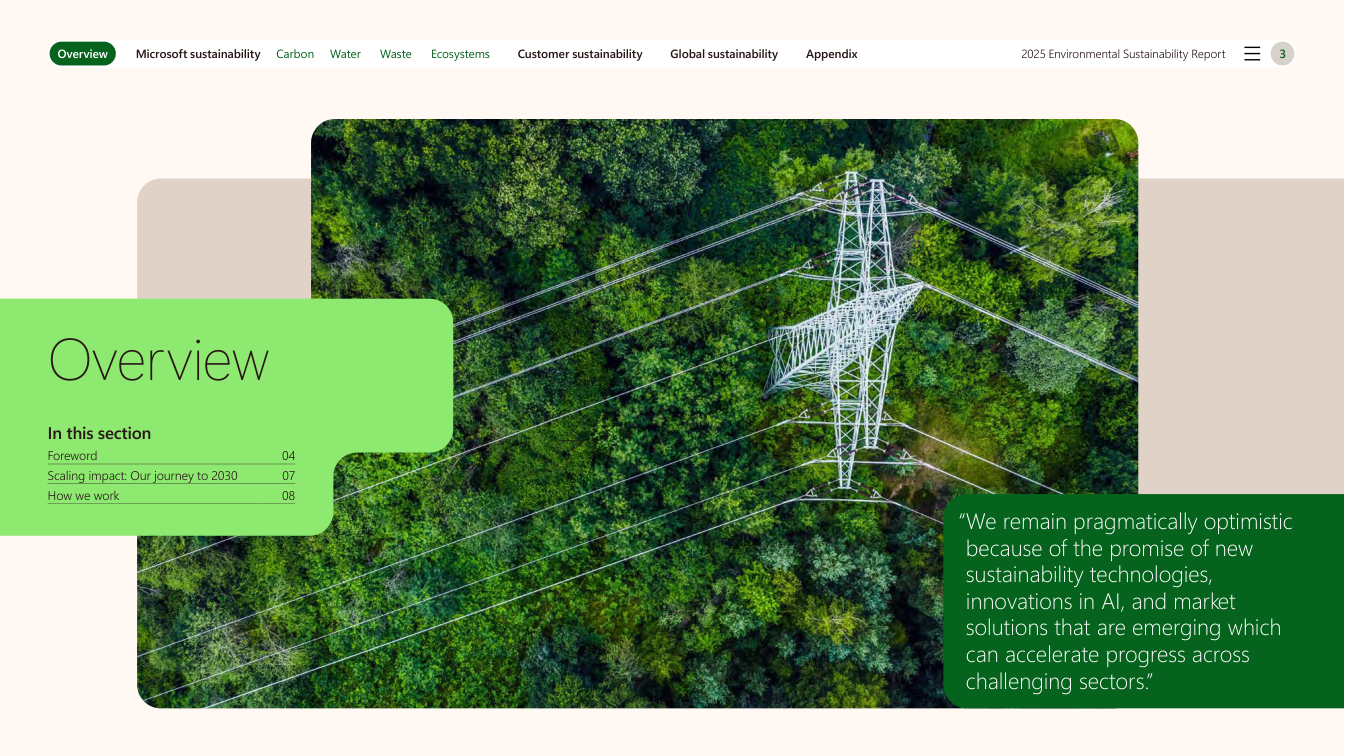 Overview Microsoft sustainability Carbon Water Waste Ecosystems Customer sustainability Global sustainability Appendix 2025 Environmental Sustainability Report 3
Overview
In this section
Foreword 04
Scaling impact: Our journey to 2030 07
How we work 08
“We remain pragmatically optimistic
because of the promise of new
sustainability technologies,
innovations in AI, and market
solutions that are emerging which
can accelerate progress across
challenging sectors.”